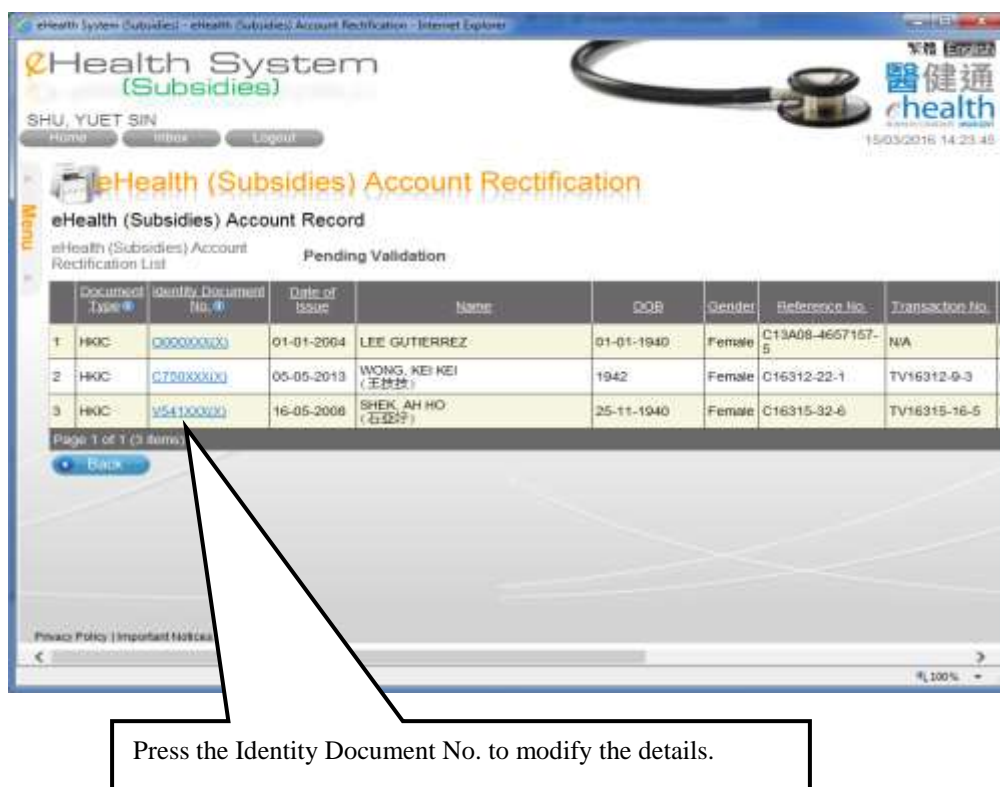 eHealth System (Subsidies) - eHealth (Subsidies) Account Rectification - Internet Explorer
eHealth System
(Subsidies)
繁體 English
醫健通
ehealth
SHU, YUET SIN
Home Inbox Logout
15/03/2016 14:23:45
Menu
eHealth (Subsidies) Account Rectification
eHealth (Subsidies) Account Record
eHealth (Subsidies) Account
Rectification List
Pending Validation
Document Type Identity Document No. Date of Issue Name DOB Gender Reference No. Transaction No.
1 HKIC 01-01-2004 LEE GUTIERREZ 01-01-1940 Female C13A08-4657157-5 N/A
2 HKIC C750XXX(X) 05-05-2013 WONG, KEI KEI 1942 Female C16312-22-1 TV16312-9-3
3 HKIC V541XXX(X) 16-05-2008 SHEK, AH HO 25-11-1940 Female C16315-32-6 TV16315-16-5
Page 1 of 1 (3 items)
Back
Privacy Policy | Important Notices
100%
Press the Identity Document No. to modify the details.